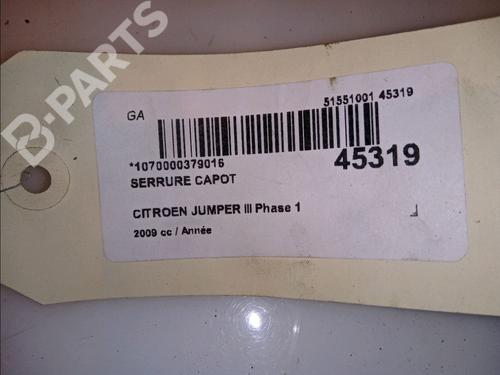 B-PARTS
GA
51551001 45319
*1070000379016
45319
SERRURE CAPOT
CITROEN JUMPER III Phase 1
2009 cc / Année